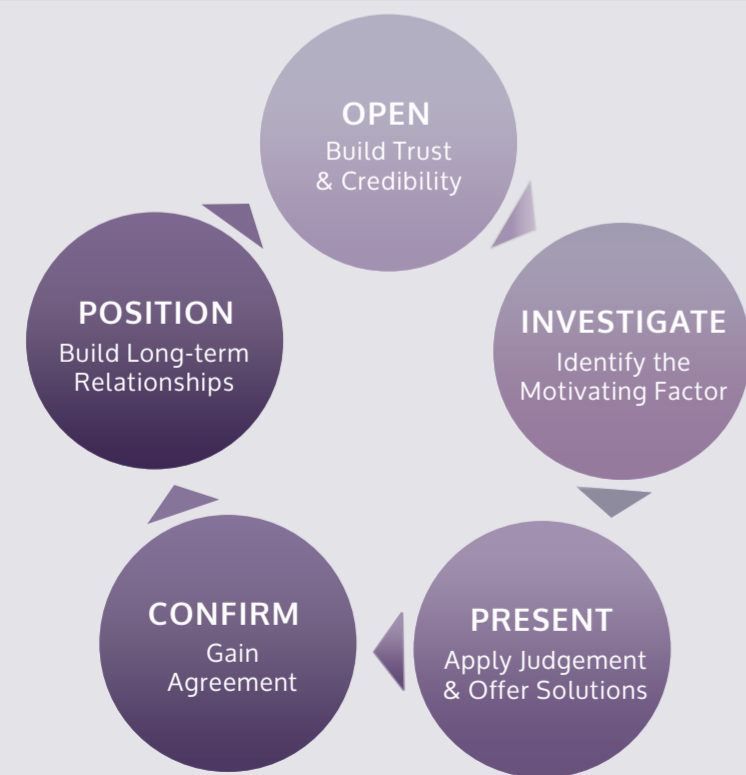 OPEN
Build Trust
& Credibility
INVESTIGATE
Identify the
Motivating Factor
PRESENT
Apply Judgement
& Offer Solutions
CONFIRM
Gain
Agreement
POSITION
Build Long-term
Relationships